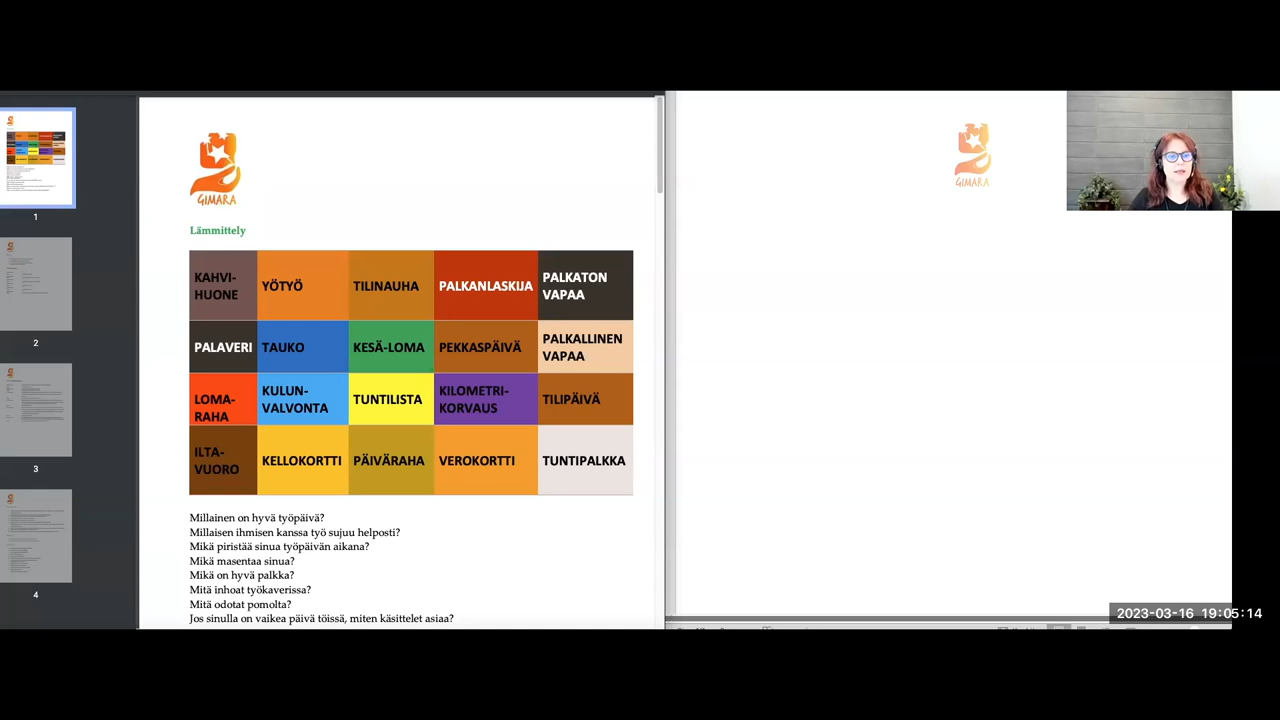 GIMARA
Lämmittely
KAHVI-
HUONE
YÖTYÖ
TILINAUHA
PALKANLASKIJA
PALKATON
VAPAA
PALAVERI
TAUKO
KESÄ-LOMA
PEKKASPÄIVÄ
PALKALLINEN
VAPAA
LOMA-
RAHA
KULUN-
VALVONTA
TUNTILISTA
KILOMETRI-
KORVAUS
TILIPÄIVÄ
ILTA-
VUORO
KELLOKORTTI
PÄIVÄRAHA
VEROKORTTI
TUNTIPALKKA
Millainen on hyvä työpäivä?
Millaisen ihmisen kanssa työ sujuu helposti?
Mikä piristää sinua työpäivän aikana?
Mikä masentaa sinua?
Mikä on hyvä palkka?
Mitä inhoat työkaverissa?
Mitä odotat pomolta?
Jos sinulla on vaikea päivä töissä, miten käsittelet asiaa?
1
2
3
4
GIMARA
2023-03-16 19:05:14